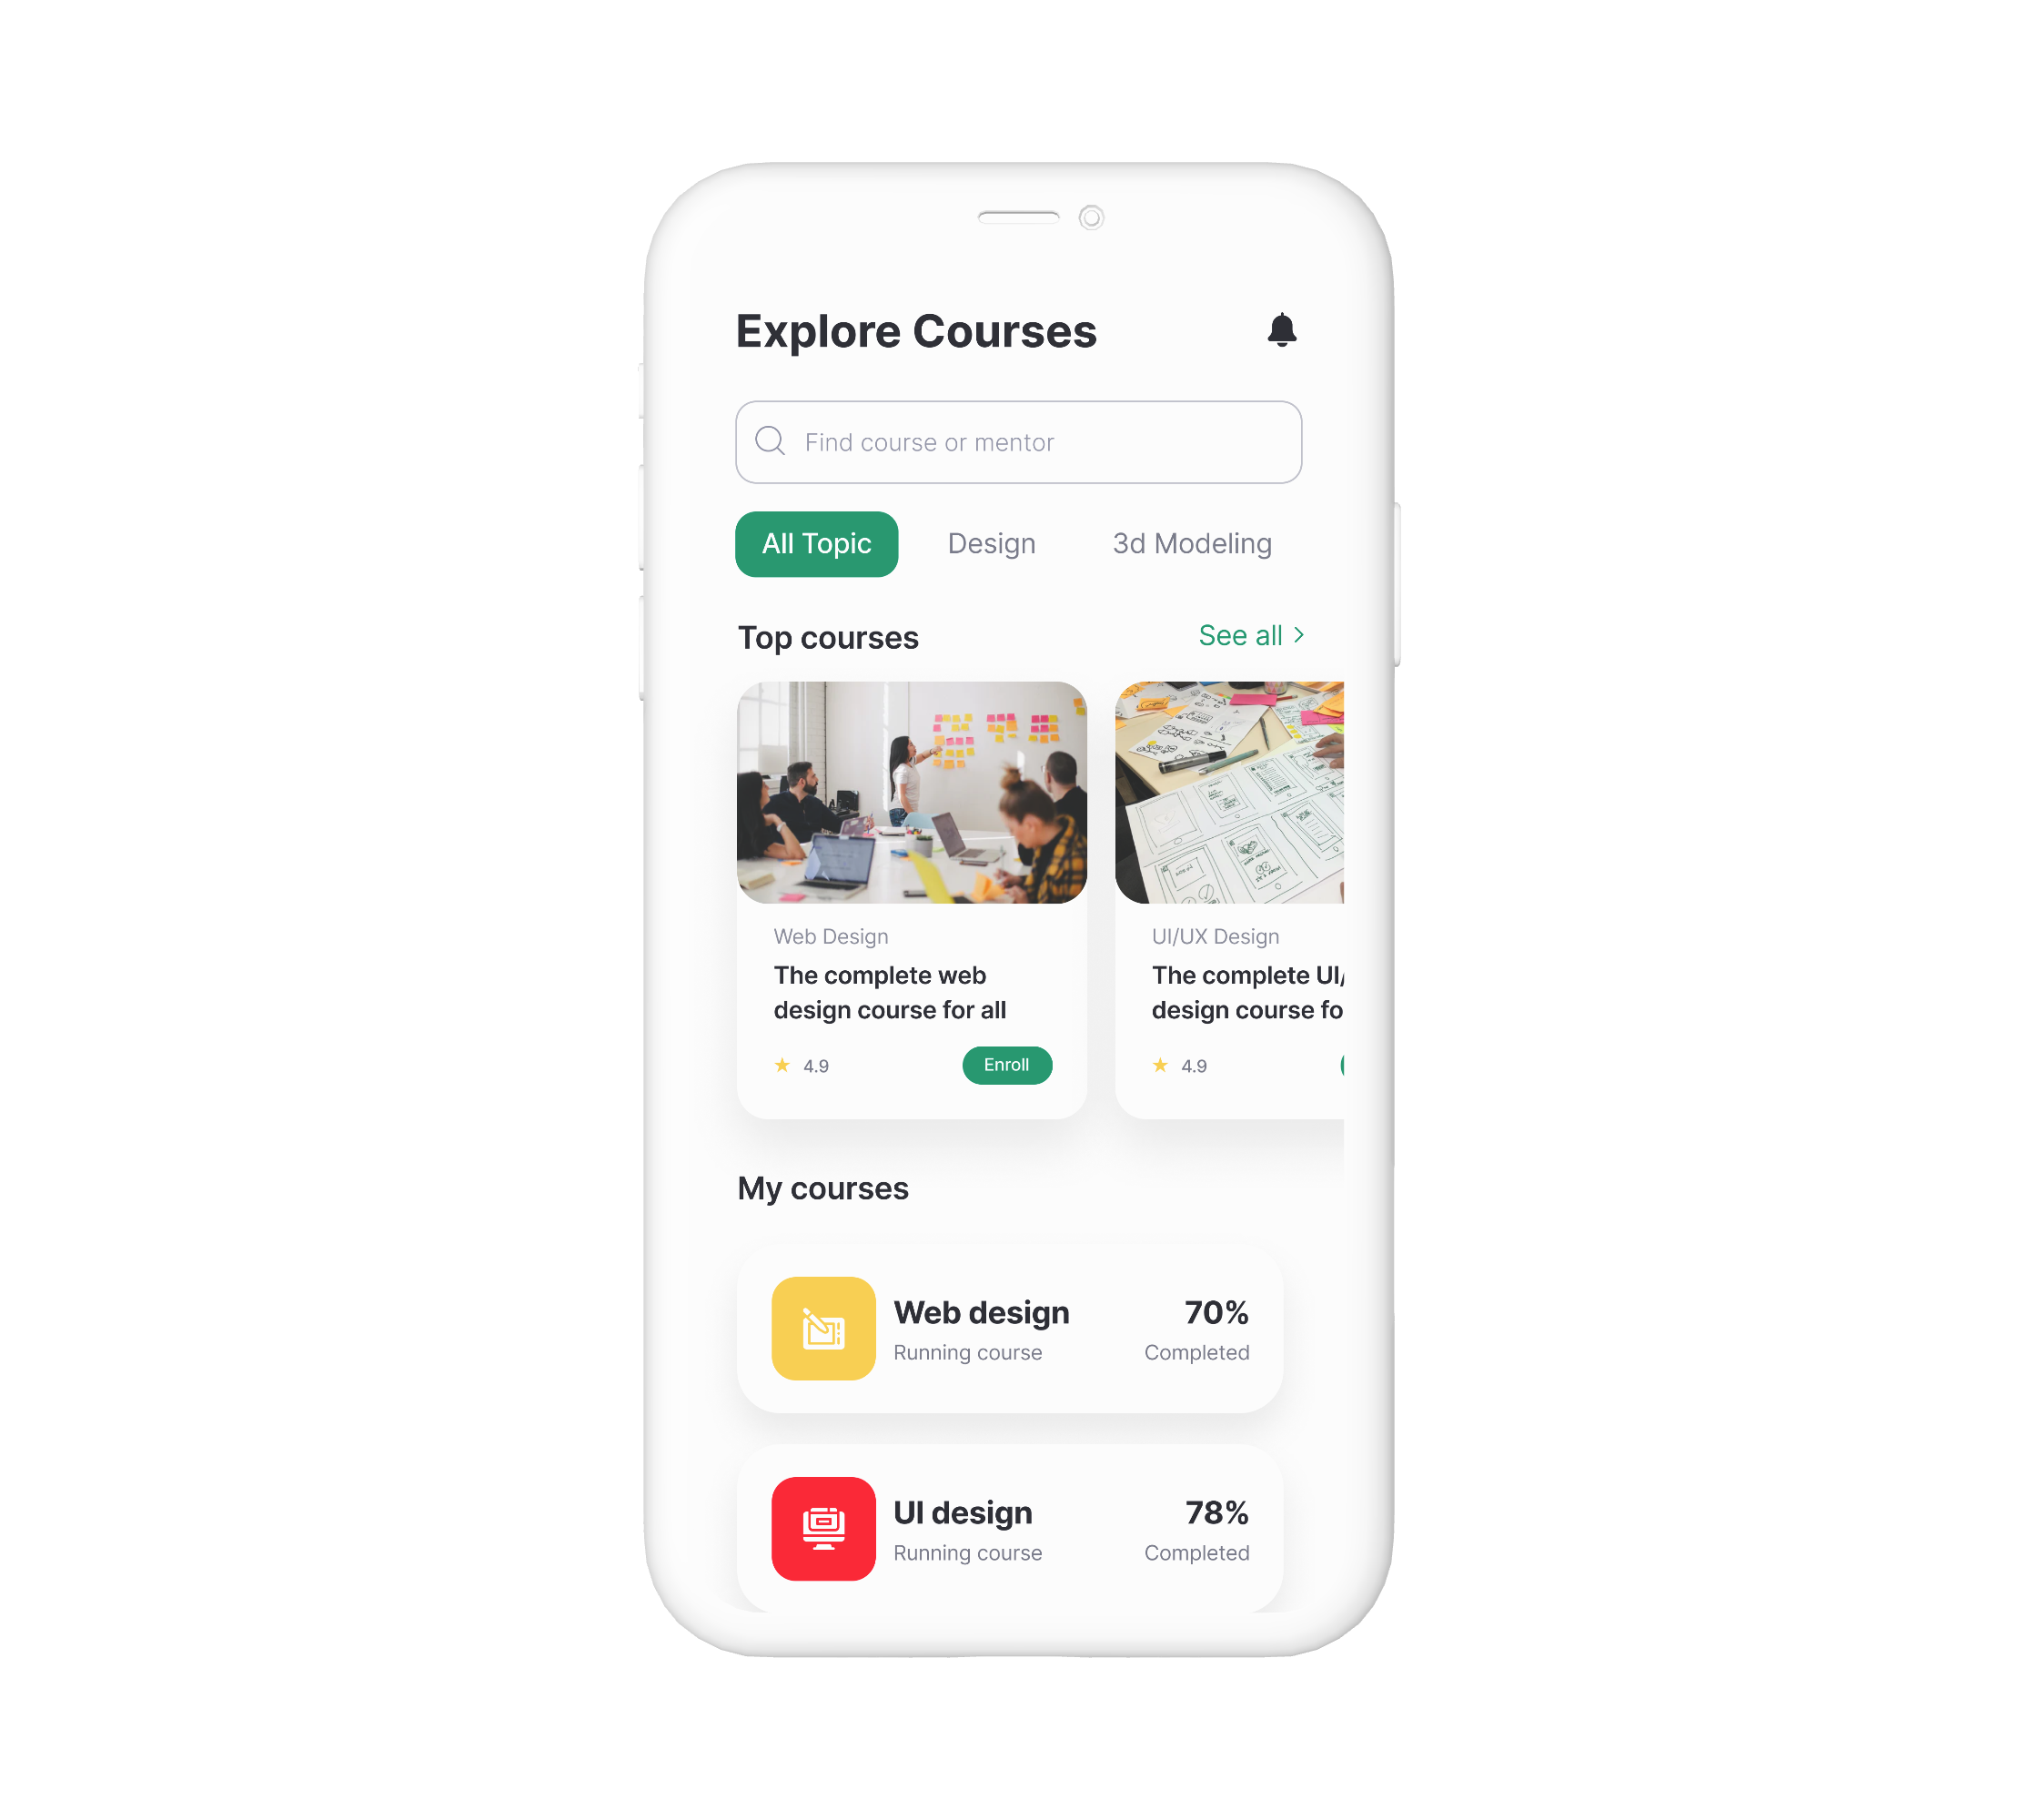 Explore Courses
Find course or mentor
All Topic Design 3d Modeling
Top courses See all
Web Design
The complete web
design course for all
4.9 Enroll
UI/UX Design
The complete UI/
design course fo
4.9
My courses
Web design 70%
Running course Completed
UI design 78%
Running course Completed